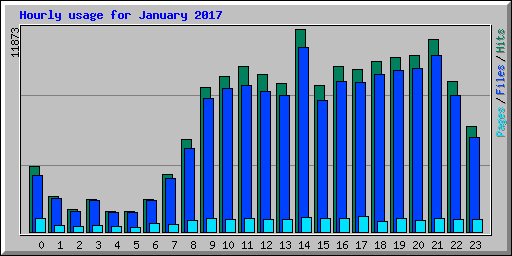 Hourly usage for January 2017
11873
Pages/Files/Hits
0 1 2 3 4 5 6 7 8 9 10 11 12 13 14 15 16 17 18 19 20 21 22 23